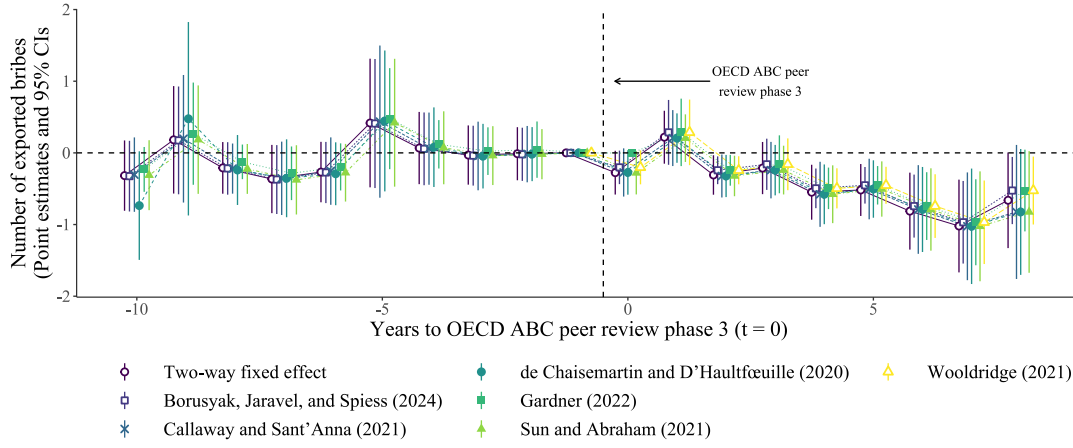 2
1
0
-1
-2
Number of exported bribes
(Point estimates and 95% CIs)
OECD ABC peer
review phase 3
-10
-5
0
5
Years to OECD ABC peer review phase 3 (t = 0)
Two-way fixed effect
Borusyak, Jaravel, and Spiess (2024)
Callaway and Sant'Anna (2021)
de Chaisemartin and D'Haultfœuille (2020)
Gardner (2022)
Sun and Abraham (2021)
Wooldridge (2021)